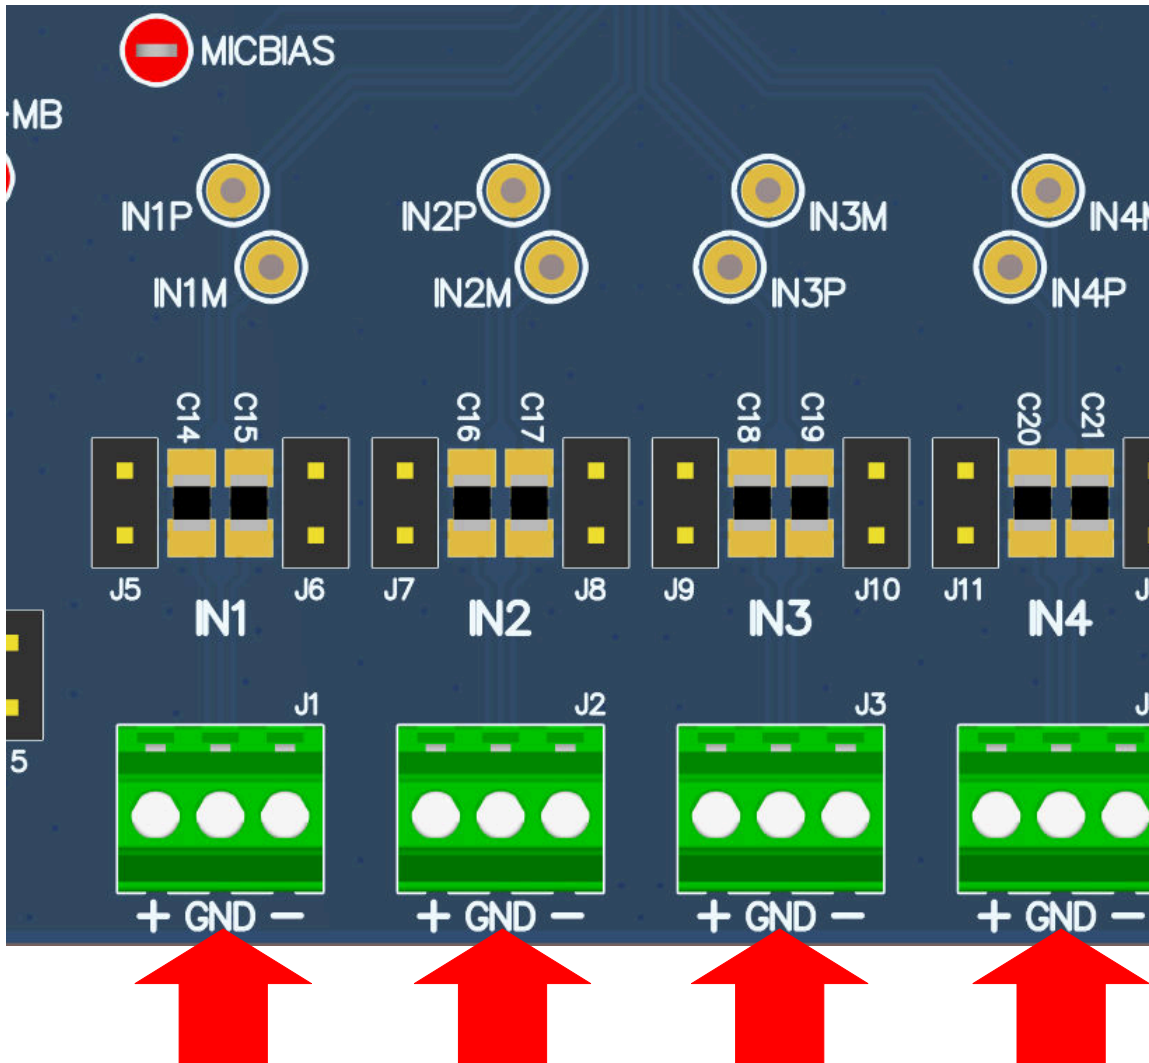 MICBIAS
-MB
IN1P
IN2P
IN3M
IN4M
IN1M
IN2M
IN3P
IN4P
C14 C15 C16 C17 C18 C19 C20 C21
J5 J6 J7 J8 J9 J10 J11 J
IN1 IN2 IN3 IN4
J1 J2 J3 J
5
+ GND − + GND − + GND − + GND −